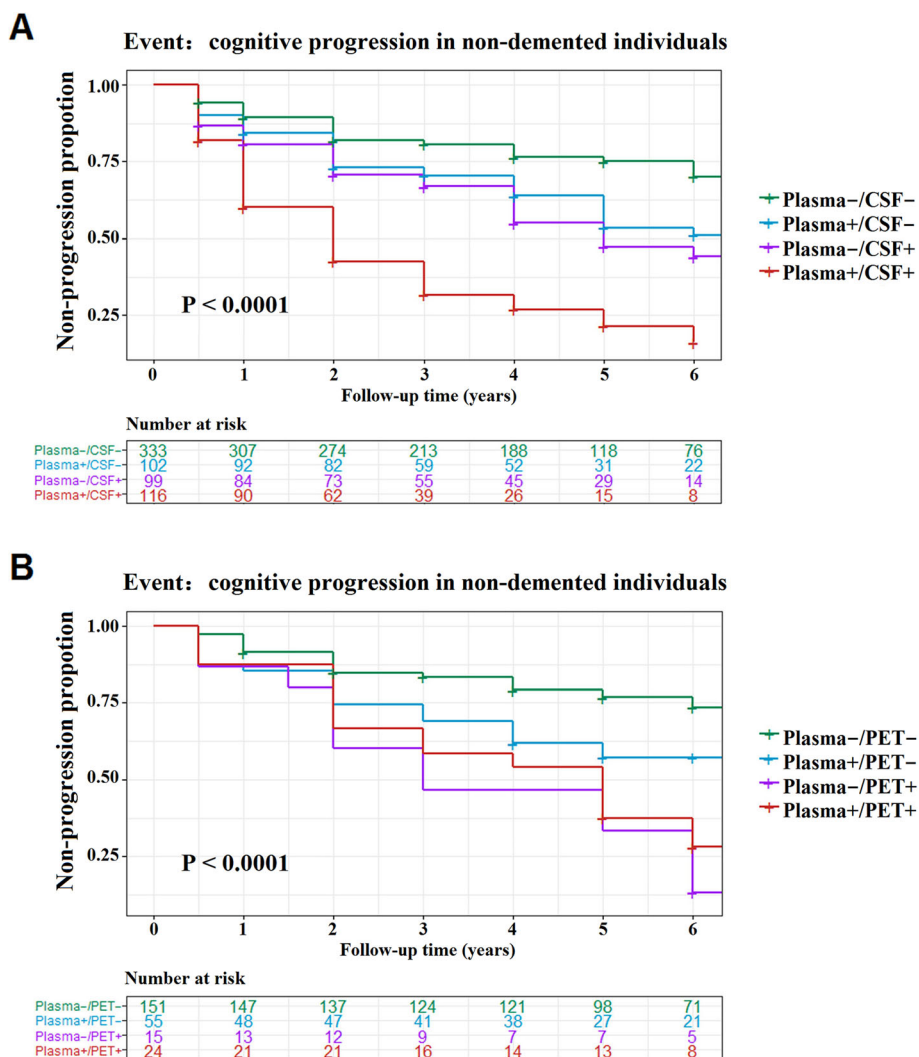 A
Event: cognitive progression in non-demented individuals
Non-progression propotion
1.00
0.75
0.50
0.25
P < 0.0001
0 1 2 3 4 5 6
Follow-up time (years)
Plasma−/CSF−
Plasma+/CSF−
Plasma−/CSF+
Plasma+/CSF+
Number at risk
Plasma−/CSF− 333 307 274 213 188 118 76
Plasma+/CSF− 102 92 82 59 52 31 22
Plasma−/CSF+ 99 84 73 55 45 29 14
Plasma+/CSF+ 116 90 62 39 26 15 8
B
Event: cognitive progression in non-demented individuals
Non-progression propotion
1.00
0.75
0.50
0.25
P < 0.0001
0 1 2 3 4 5 6
Follow-up time (years)
Plasma−/PET−
Plasma+/PET−
Plasma−/PET+
Plasma+/PET+
Number at risk
Plasma−/PET− 151 147 137 124 121 98 71
Plasma+/PET− 55 48 47 41 38 27 21
Plasma−/PET+ 15 13 12 9 7 7 5
Plasma+/PET+ 24 21 21 16 14 13 8